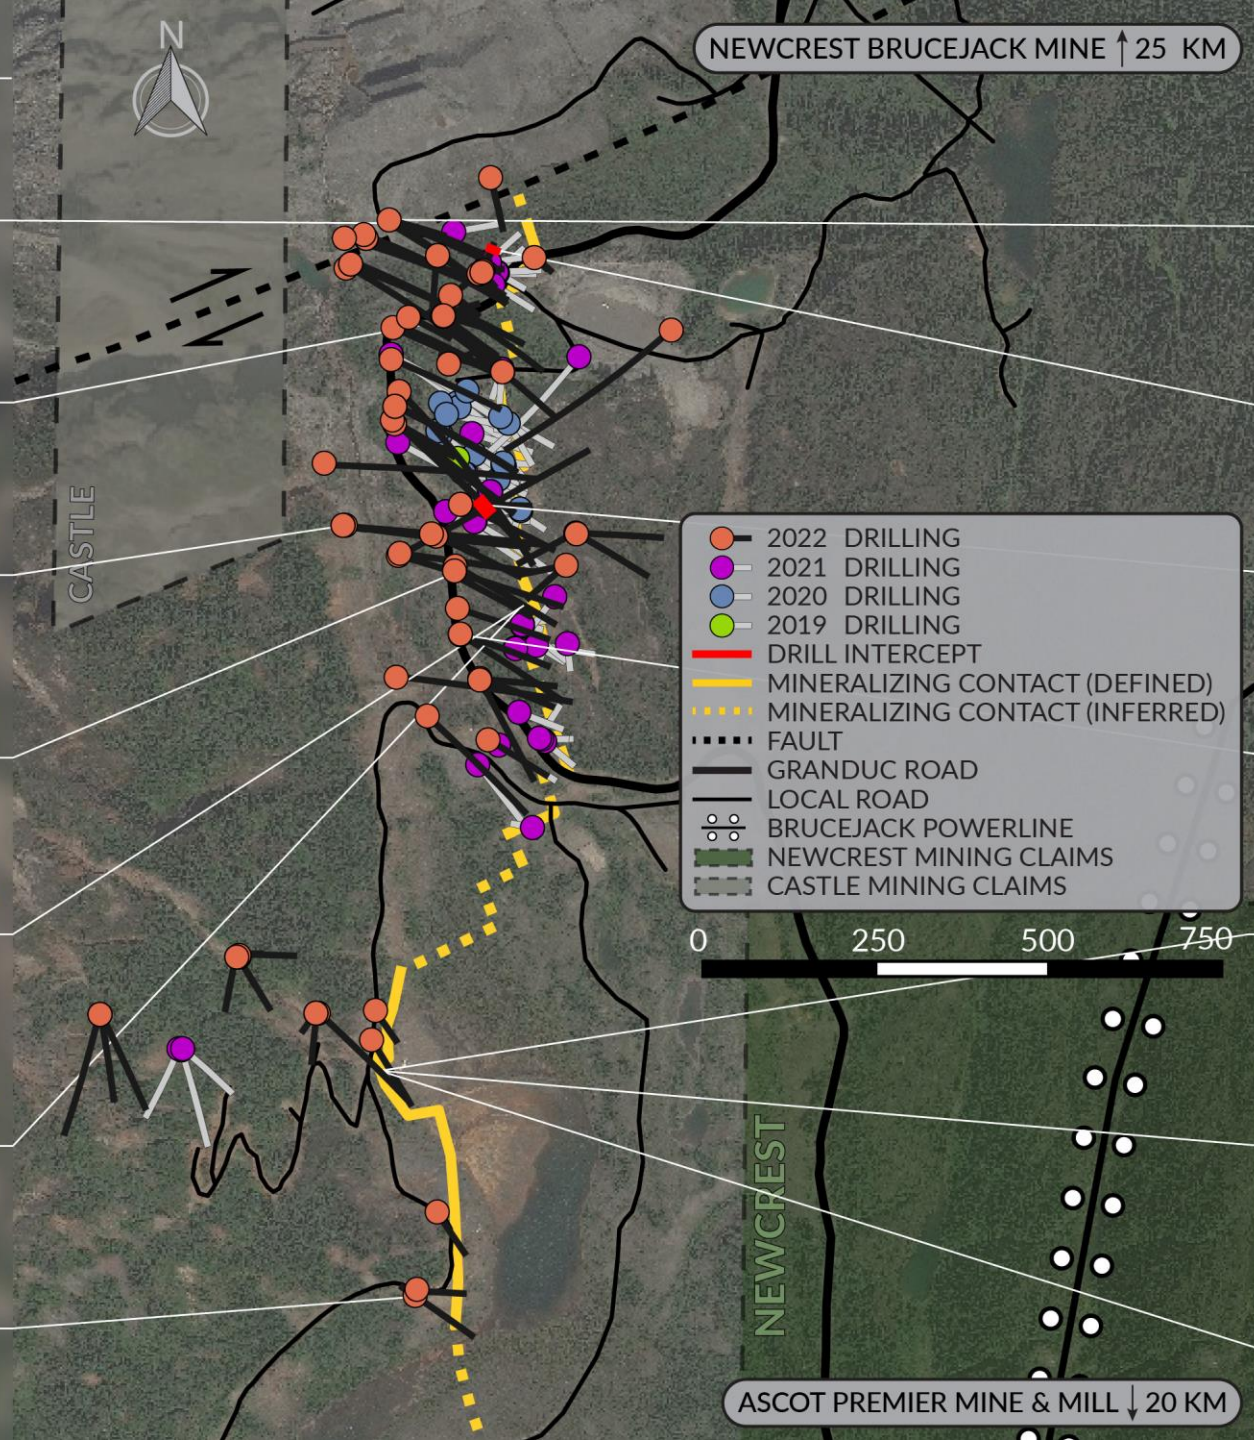 N
NEWCREST BRUCEJACK MINE ↑ 25 KM
CASTLE
2022 DRILLING
2021 DRILLING
2020 DRILLING
2019 DRILLING
DRILL INTERCEPT
MINERALIZING CONTACT (DEFINED)
MINERALIZING CONTACT (INFERRED)
FAULT
GRANDUC ROAD
LOCAL ROAD
BRUCEJACK POWERLINE
NEWCREST MINING CLAIMS
CASTLE MINING CLAIMS
0 250 500 750
NEWCREST
ASCOT PREMIER MINE & MILL ↓ 20 KM